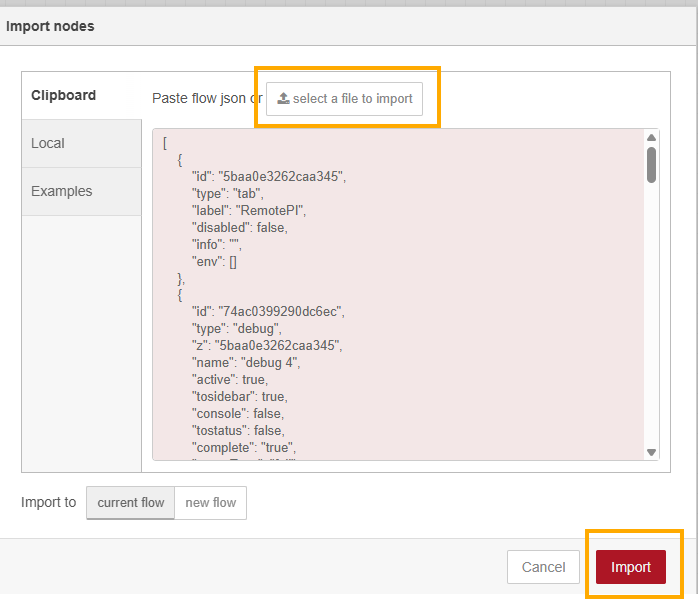 Import nodes
Clipboard
Local
Examples
Paste flow json or select a file to import
[
{
"id": "5baa0e3262caa345",
"type": "tab",
"label": "RemotePI",
"disabled": false,
"info": "",
"env": []
},
{
"id": "74ac0399290dc6ec",
"type": "debug",
"z": "5baa0e3262caa345",
"name": "debug 4",
"active": true,
"tosidebar": true,
"console": false,
"tostatus": false,
"complete": "true",
Import to current flow new flow
Cancel Import